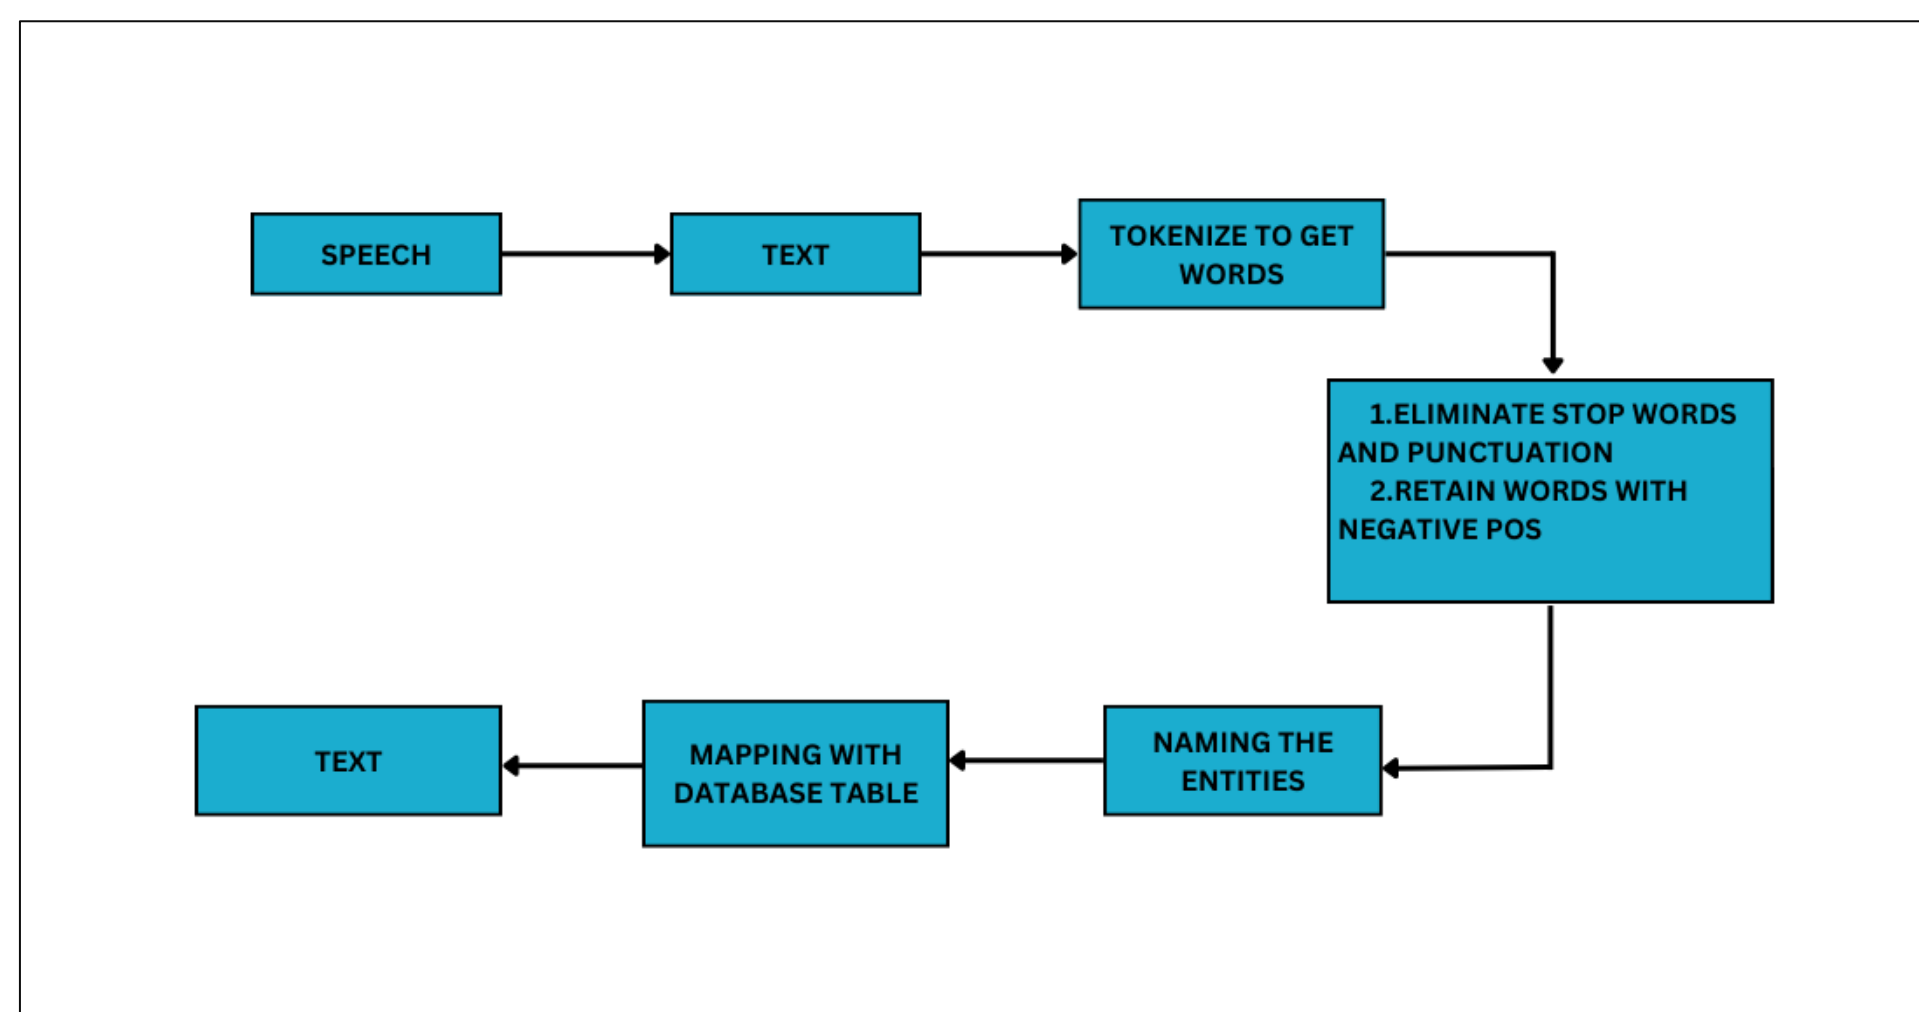 SPEECH
TEXT
TOKENIZE TO GET
WORDS
1.ELIMINATE STOP WORDS
AND PUNCTUATION
2.RETAIN WORDS WITH
NEGATIVE POS
NAMING THE
ENTITIES
MAPPING WITH
DATABASE TABLE
TEXT